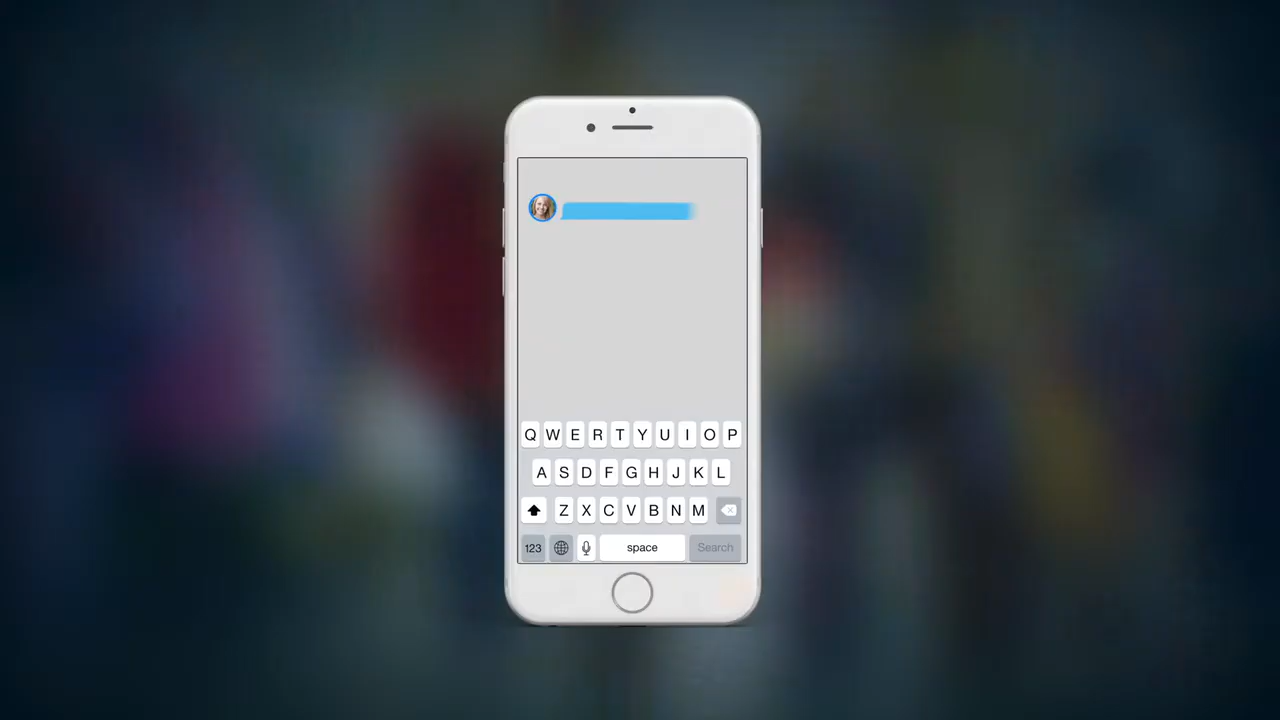 Q W E R T Y U I O P
A S D F G H J K L
Z X C V B N M
123 space Search